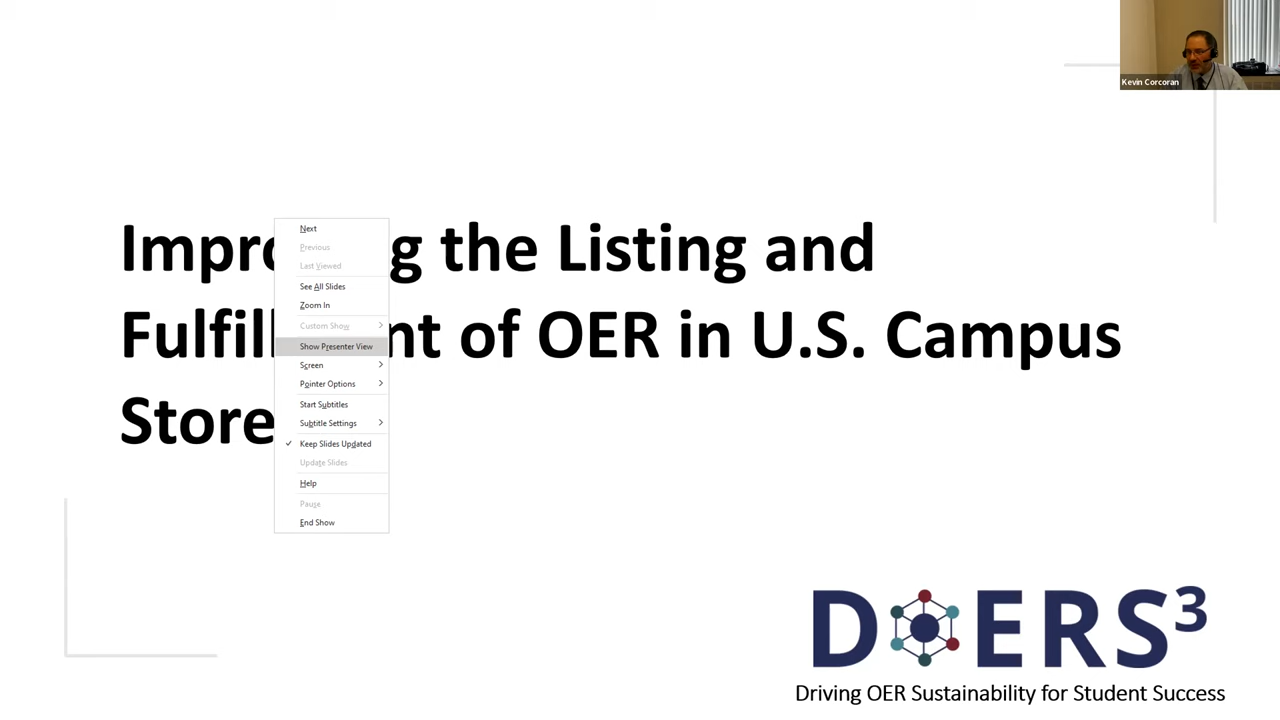 Kevin Corcoran
Impro g the Listing and
Fulfill nt of OER in U.S. Campus
Store
Next
Previous
Last Viewed
See All Slides
Zoom In
Custom Show
Show Presenter View
Screen
Pointer Options
Start Subtitles
Subtitle Settings
Keep Slides Updated
Update Slides
Help
Pause
End Show
DOERS3
Driving OER Sustainability for Student Success